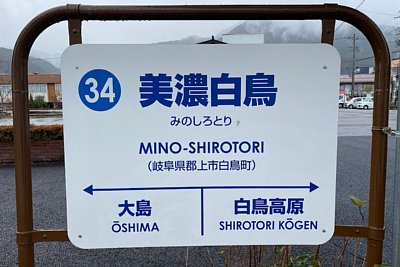 34 美濃白鳥
みのしろとり
MINO-SHIROTORI
(岐阜県郡上市白鳥町)
大島 白鳥高原
ŌSHIMA SHIROTORI KŌGEN